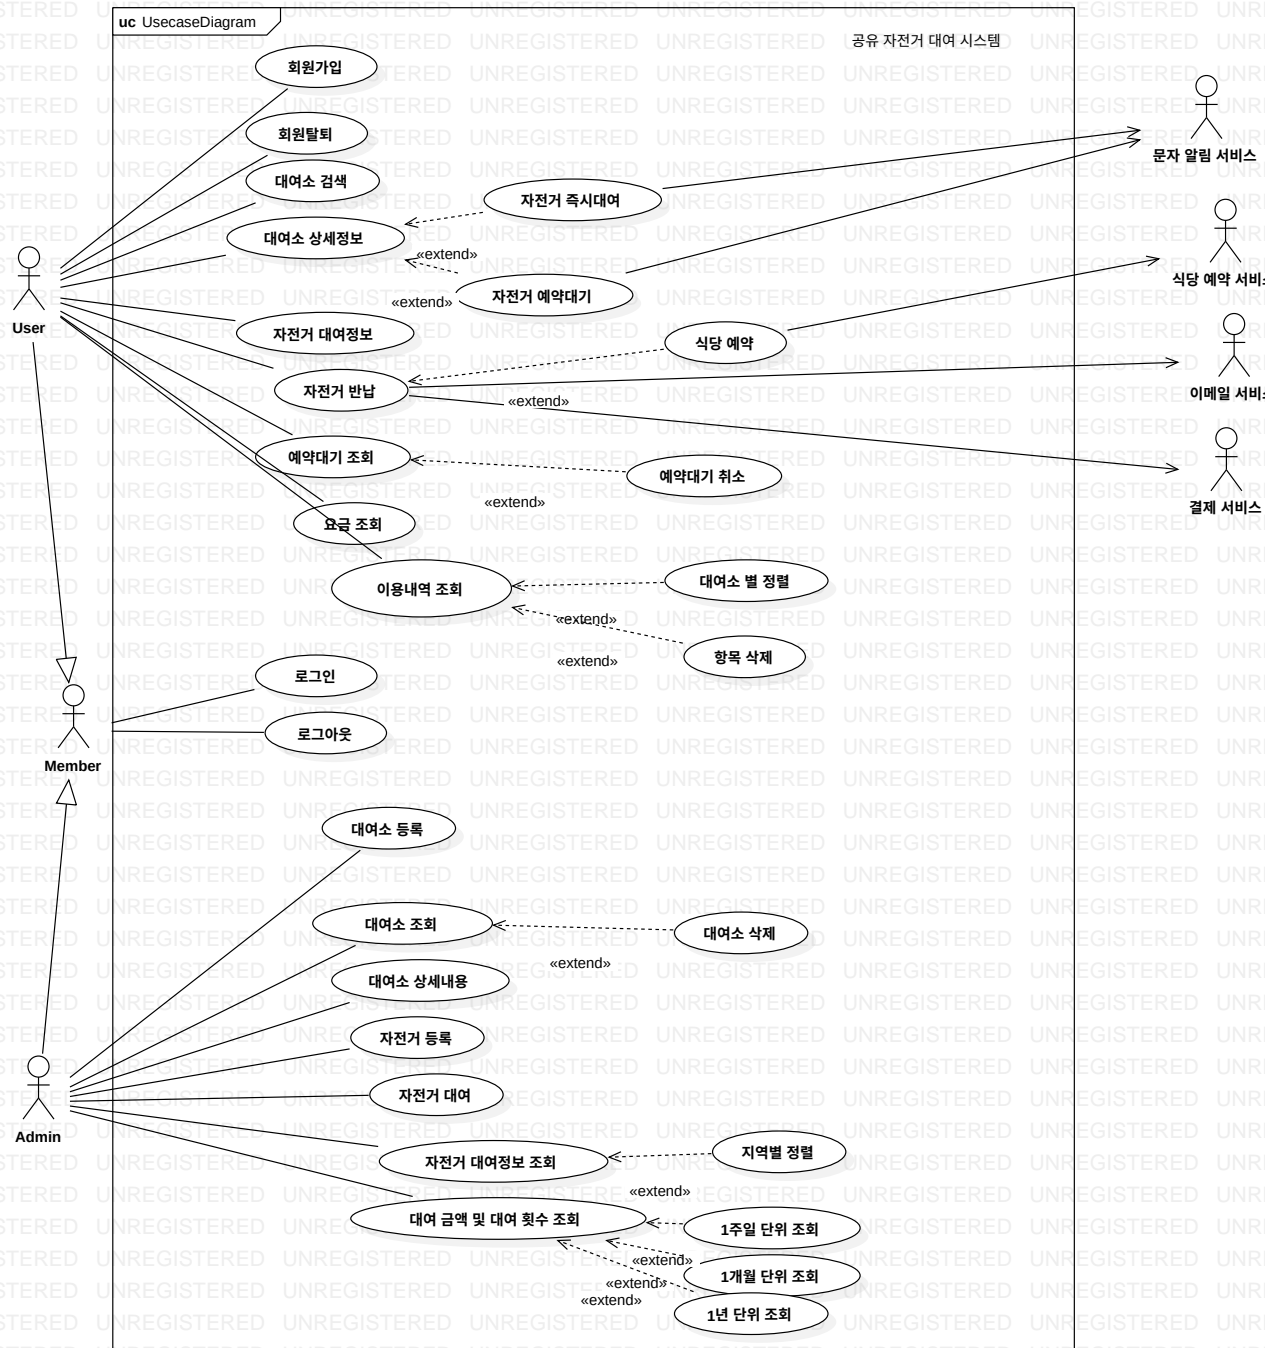 uc UsecaseDiagram
공유 자전거 대여 시스템
회원가입
회원탈퇴
대여소 검색
대여소 상세정보
자전거 즉시대여
«extend»
자전거 예약대기
«extend»
자전거 대여정보
식당 예약
자전거 반납
«extend»
예약대기 조회
예약대기 취소
«extend»
요금 조회
이용내역 조회
대여소 별 정렬
«extend»
항목 삭제
«extend»
로그인
로그아웃
User
Member
Admin
문자 알림 서비스
식당 예약 서비스
이메일 서비스
결제 서비스
대여소 등록
대여소 조회
대여소 삭제
«extend»
대여소 상세내용
자전거 등록
자전거 대여
자전거 대여정보 조회
지역별 정렬
«extend»
대여 금액 및 대여 횟수 조회
1주일 단위 조회
«extend»
1개월 단위 조회
«extend»
«extend»
1년 단위 조회
UNREGISTERED